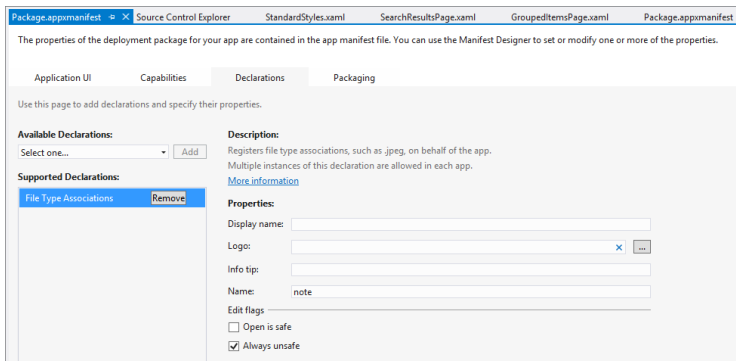 Package.appxmanifest Source Control Explorer StandardStyles.xaml SearchResultsPage.xaml GroupedItemsPage.xaml Package.appxmanifest
The properties of the deployment package for your app are contained in the app manifest file. You can use the Manifest Designer to set or modify one or more of the properties.
Application UI Capabilities Declarations Packaging
Use this page to add declarations and specify their properties.
Available Declarations:
Select one... Add
Supported Declarations:
File Type Associations Remove
Description:
Registers file type associations, such as .jpeg, on behalf of the app.
Multiple instances of this declaration are allowed in each app.
More information
Properties:
Display name:
Logo: ...
Info tip:
Name: note
Edit flags
Open is safe
Always unsafe